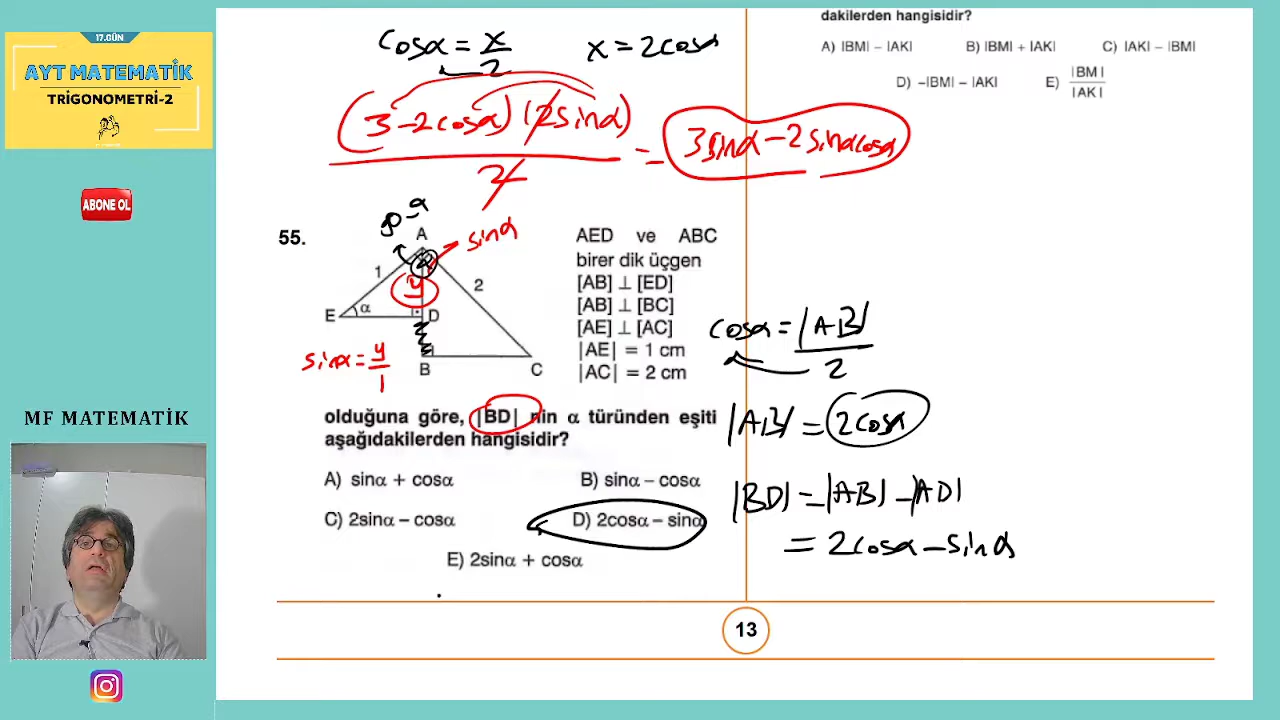 17.GÜN
AYT MATEMATİK
TRİGONOMETRİ-2
ABONE OL
MF MATEMATİK
cosα = x/2
x = 2cosα
(3 - 2cosα)(2sinα) / 2 = 3sinα - 2sinαcosα
55.
90-α
A
α
sinα
1
y
2
E
α
D
B
C
sinα = y/1
AED ve ABC
birer dik üçgen
[AB] ⊥ [ED]
[AB] ⊥ [BC]
[AE] ⊥ [AC]
|AE| = 1 cm
|AC| = 2 cm
olduğuna göre, |BD| nin α türünden eşiti
aşağıdakilerden hangisidir?
A) sinα + cosα
B) sinα – cosα
C) 2sinα – cosα
D) 2cosα – sinα
E) 2sinα + cosα
dakilerden hangisidir?
A) |BM| – |AK|
B) |BM| + |AK|
C) |AK| – |BM|
D) –|BM| – |AK|
E) |BM| / |AK|
cosα = |AB| / 2
|AB| = 2cosα
|BD| = |AB| - |AD|
= 2cosα - sinα
13